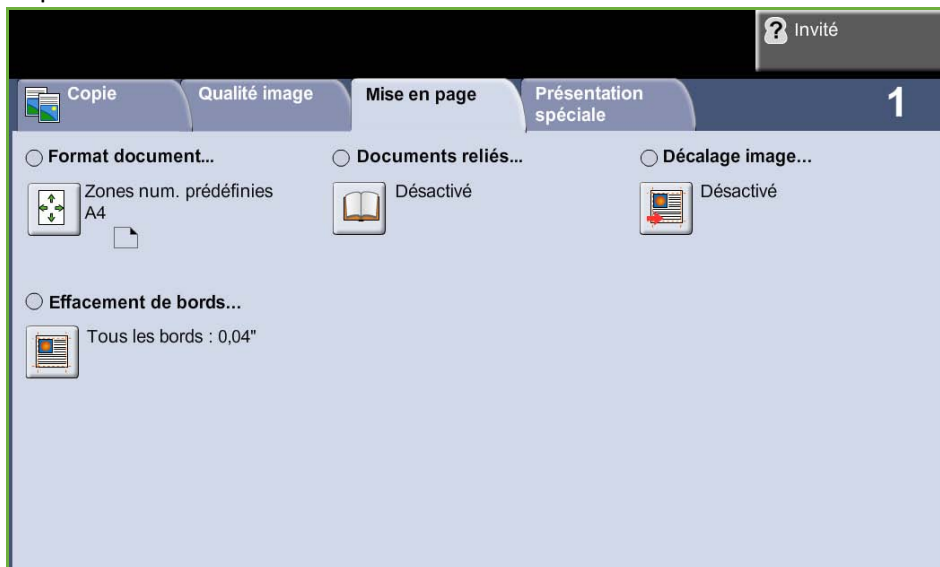 Invité
Copie
Qualité image
Mise en page
Présentation
spéciale
1
Format document...
Documents reliés...
Décalage image...
Zones num. prédéfinies
A4
Désactivé
Désactivé
Effacement de bords...
Tous les bords : 0,04"